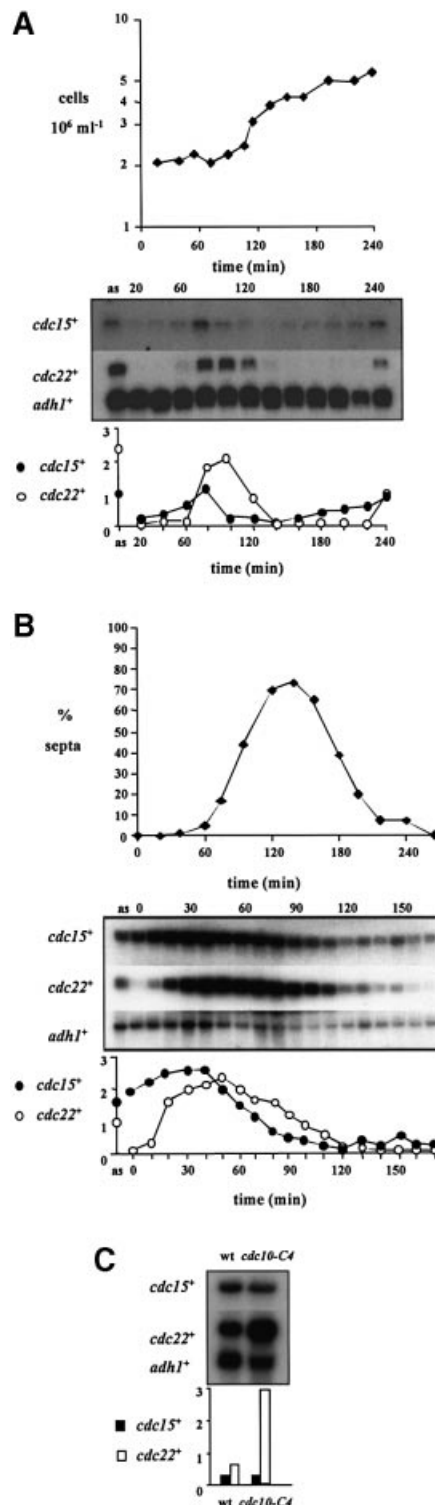 A
cells
10⁶ ml⁻¹
10
5
4
3
2
1
0 60 120 180 240
time (min)
as 20 60 120 180 240
cdc15⁺
cdc22⁺
adh1⁺
● cdc15⁺
○ cdc22⁺
3
2
1
0
as 20 60 120 180 240
time (min)
B
%
septa
100
90
80
70
60
50
40
30
20
10
0
0 60 120 180 240
time (min)
as 0 30 60 90 120 150
cdc15⁺
cdc22⁺
adh1⁺
● cdc15⁺
○ cdc22⁺
3
2
1
0
as 0 30 60 90 120 150
time (min)
C
wt cdc10-C4
cdc15⁺
cdc22⁺
adh1⁺
■ cdc15⁺
□ cdc22⁺
3
2
1
0
wt cdc10-C4